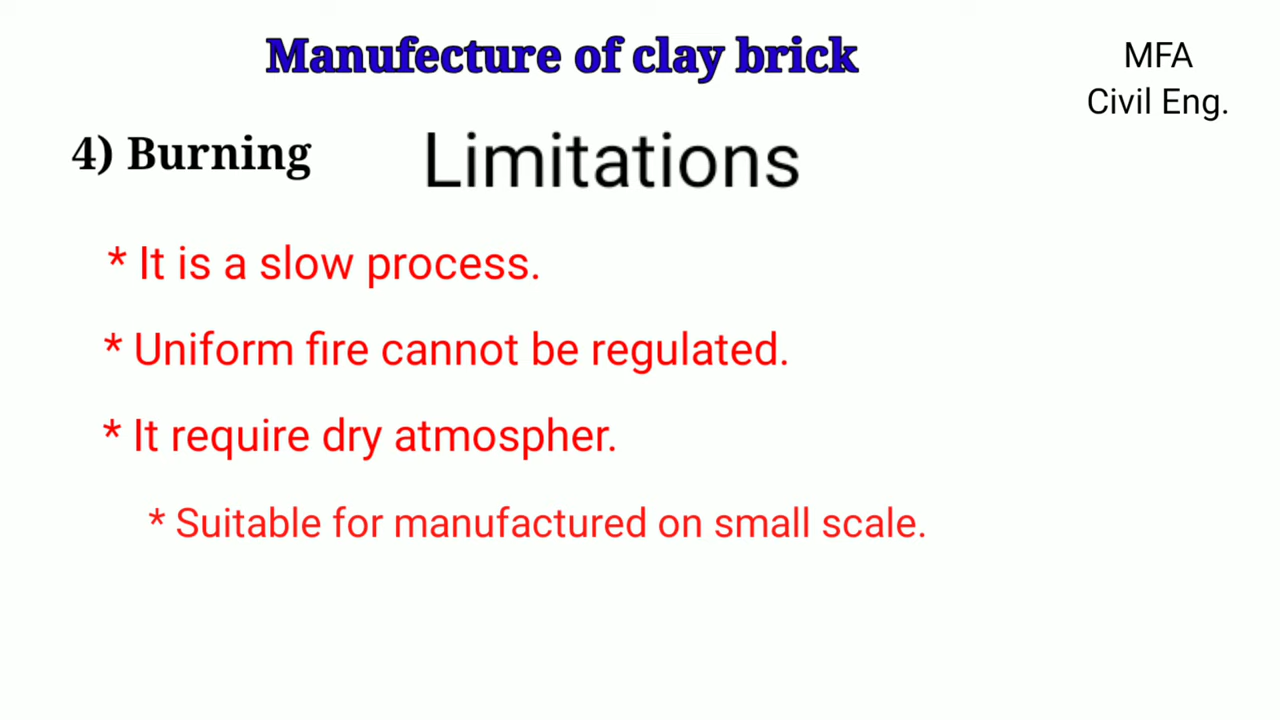 Manufecture of clay brick
MFA
Civil Eng.
4) Burning
Limitations
* It is a slow process.
* Uniform fire cannot be regulated.
* It require dry atmospher.
* Suitable for manufactured on small scale.